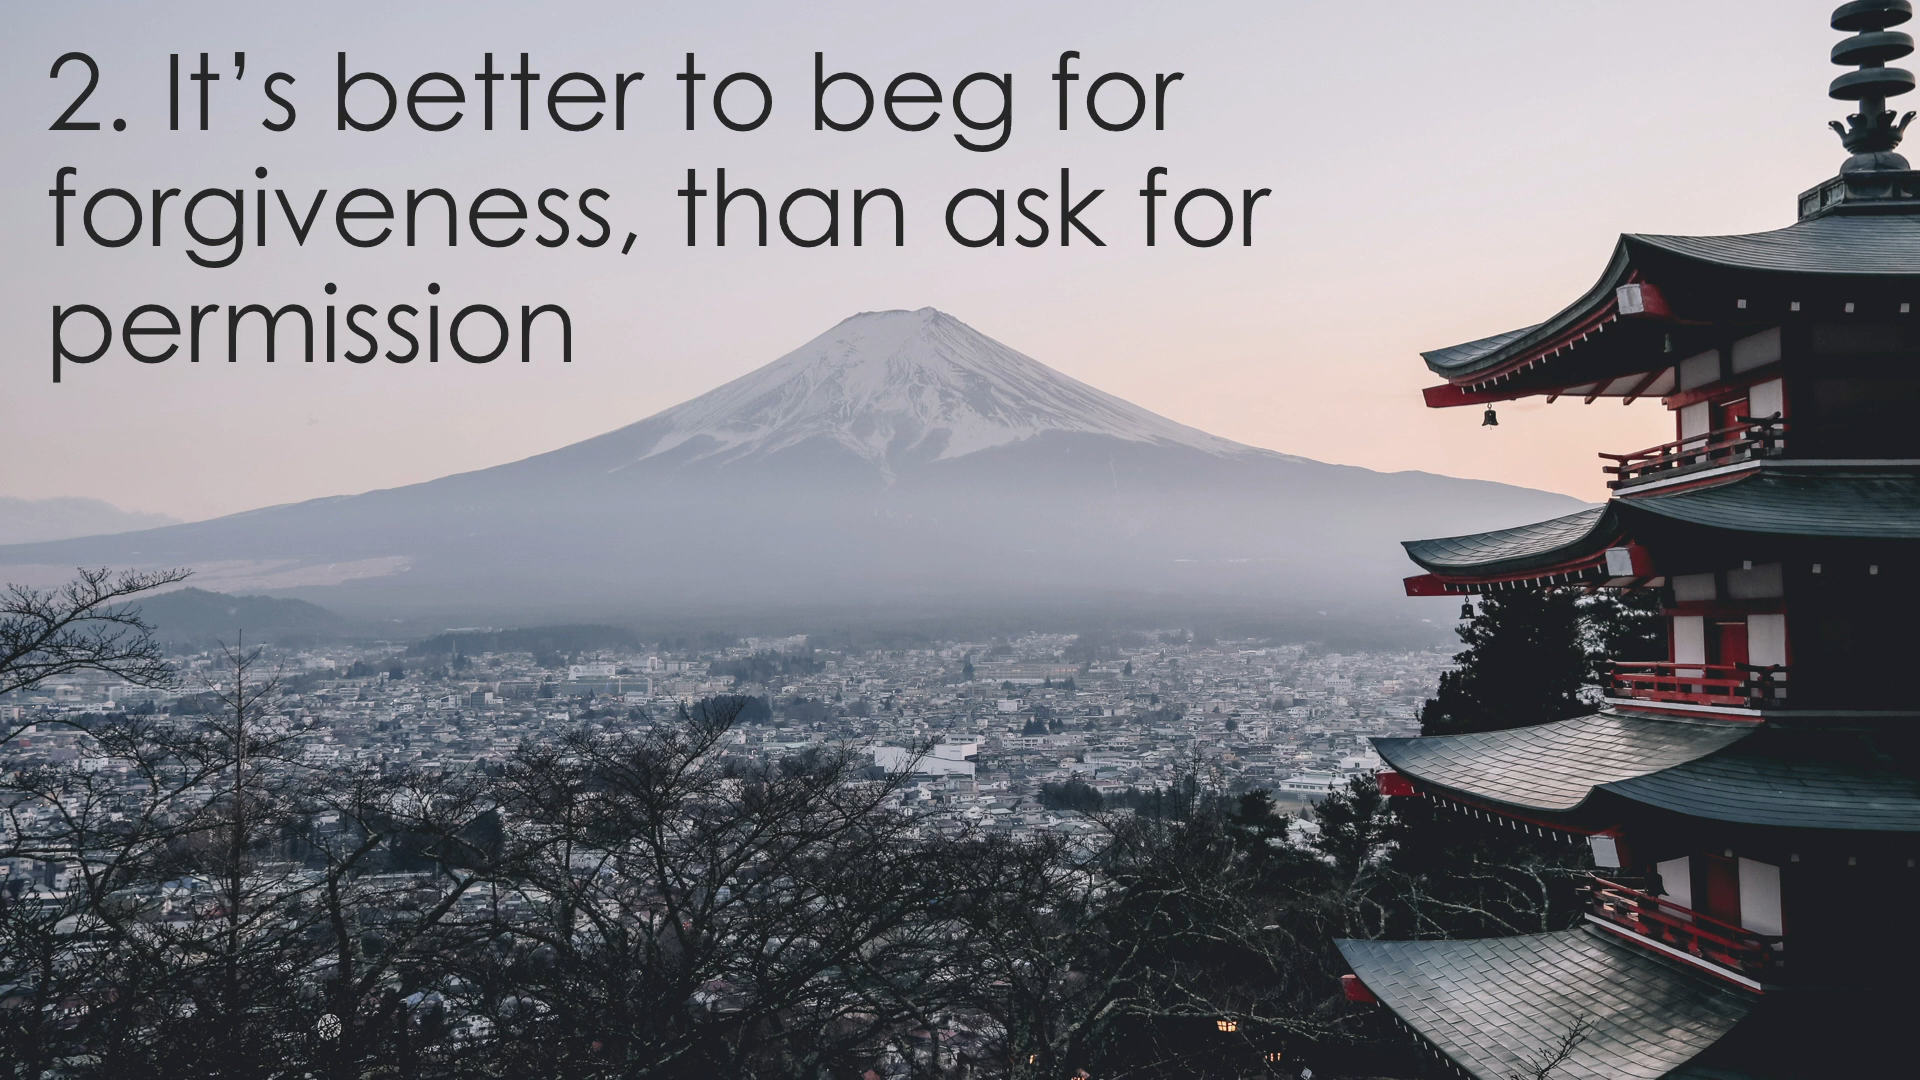 2. It’s better to beg for
forgiveness, than ask for
permission